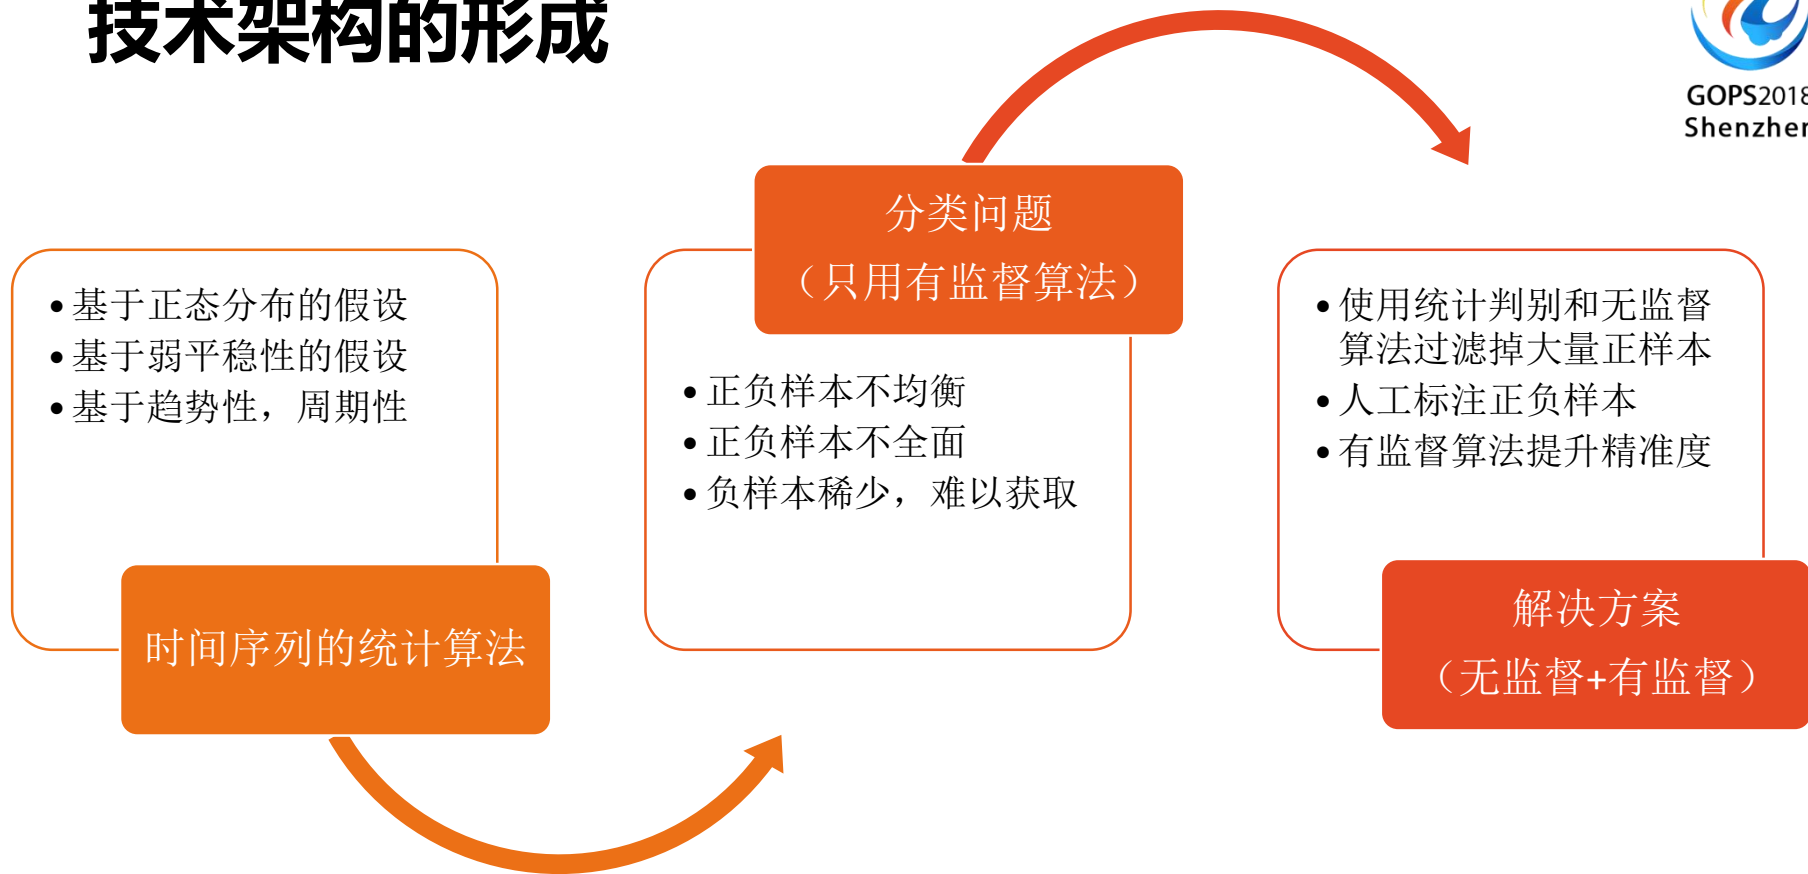 技术架构的形成
GOPS2018
Shenzhen
• 基于正态分布的假设
• 基于弱平稳性的假设
• 基于趋势性，周期性
时间序列的统计算法
分类问题
（只用有监督算法）
• 正负样本不均衡
• 正负样本不全面
• 负样本稀少，难以获取
• 使用统计判别和无监督
算法过滤掉大量正样本
• 人工标注正负样本
• 有监督算法提升精准度
解决方案
（无监督+有监督）